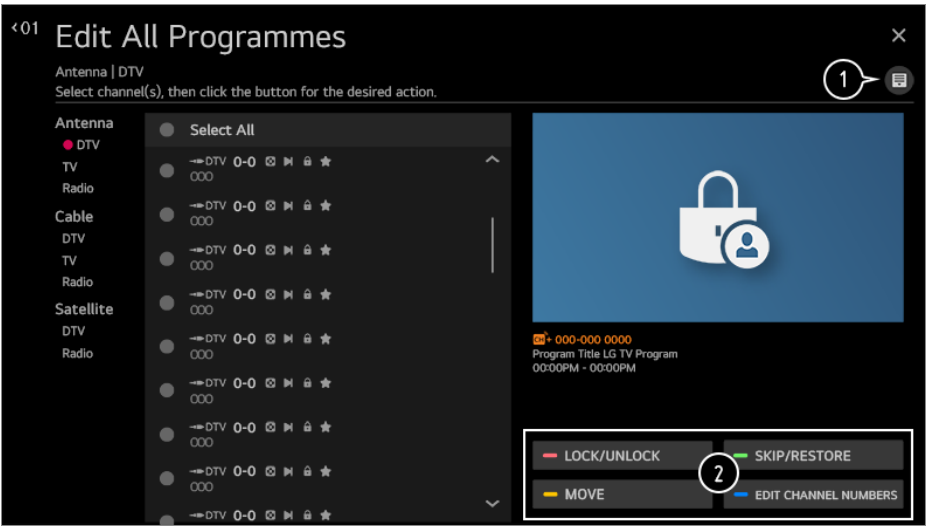 <01
Edit All Programmes
Antenna | DTV
Select channel(s), then click the button for the desired action.
1
Antenna
DTV
TV
Radio
Cable
DTV
TV
Radio
Satellite
DTV
Radio
Select All
DTV 0-0
000
DTV 0-0
000
DTV 0-0
000
DTV 0-0
000
DTV 0-0
000
DTV 0-0
000
DTV 0-0
000
DTV 0-0
000
DTV 0-0
CH+ 000-000 0000
Program Title LG TV Program
00:00PM - 00:00PM
LOCK/UNLOCK
SKIP/RESTORE
2
MOVE
EDIT CHANNEL NUMBERS